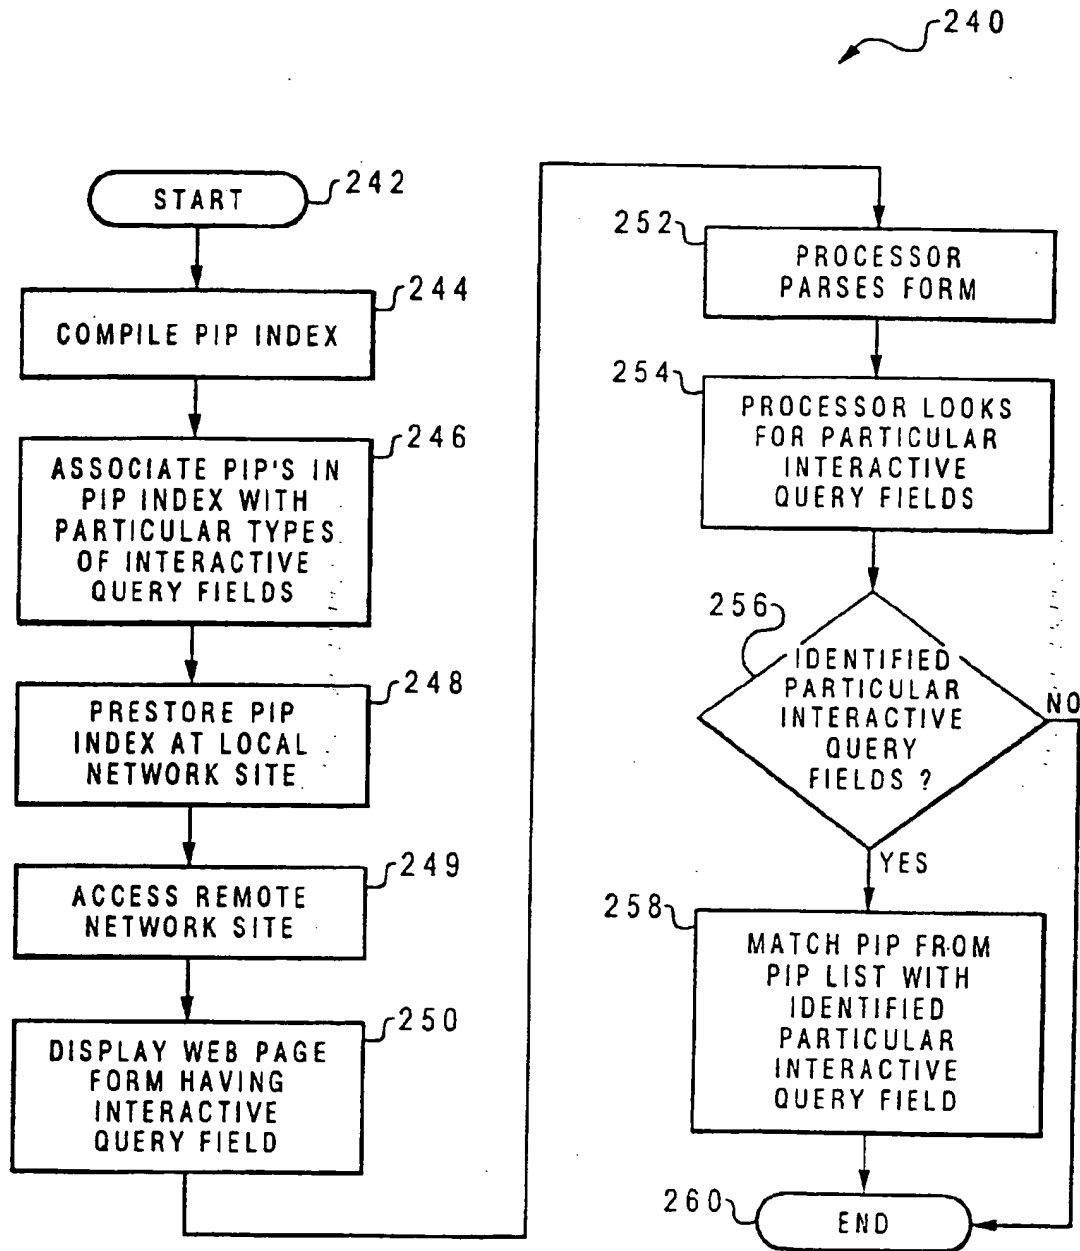 240
START
242
244
COMPILE PIP INDEX
246
ASSOCIATE PIP'S IN
PIP INDEX WITH
PARTICULAR TYPES
OF INTERACTIVE
QUERY FIELDS
248
PRESTORE PIP
INDEX AT LOCAL
NETWORK SITE
249
ACCESS REMOTE
NETWORK SITE
250
DISPLAY WEB PAGE
FORM HAVING
INTERACTIVE
QUERY FIELD
252
PROCESSOR
PARSES FORM
254
PROCESSOR LOOKS
FOR PARTICULAR
INTERACTIVE
QUERY FIELDS
256
IDENTIFIED
PARTICULAR
INTERACTIVE
QUERY
FIELDS ?
NO
YES
258
MATCH PIP FROM
PIP LIST WITH
IDENTIFIED
PARTICULAR
INTERACTIVE
QUERY FIELD
260
END